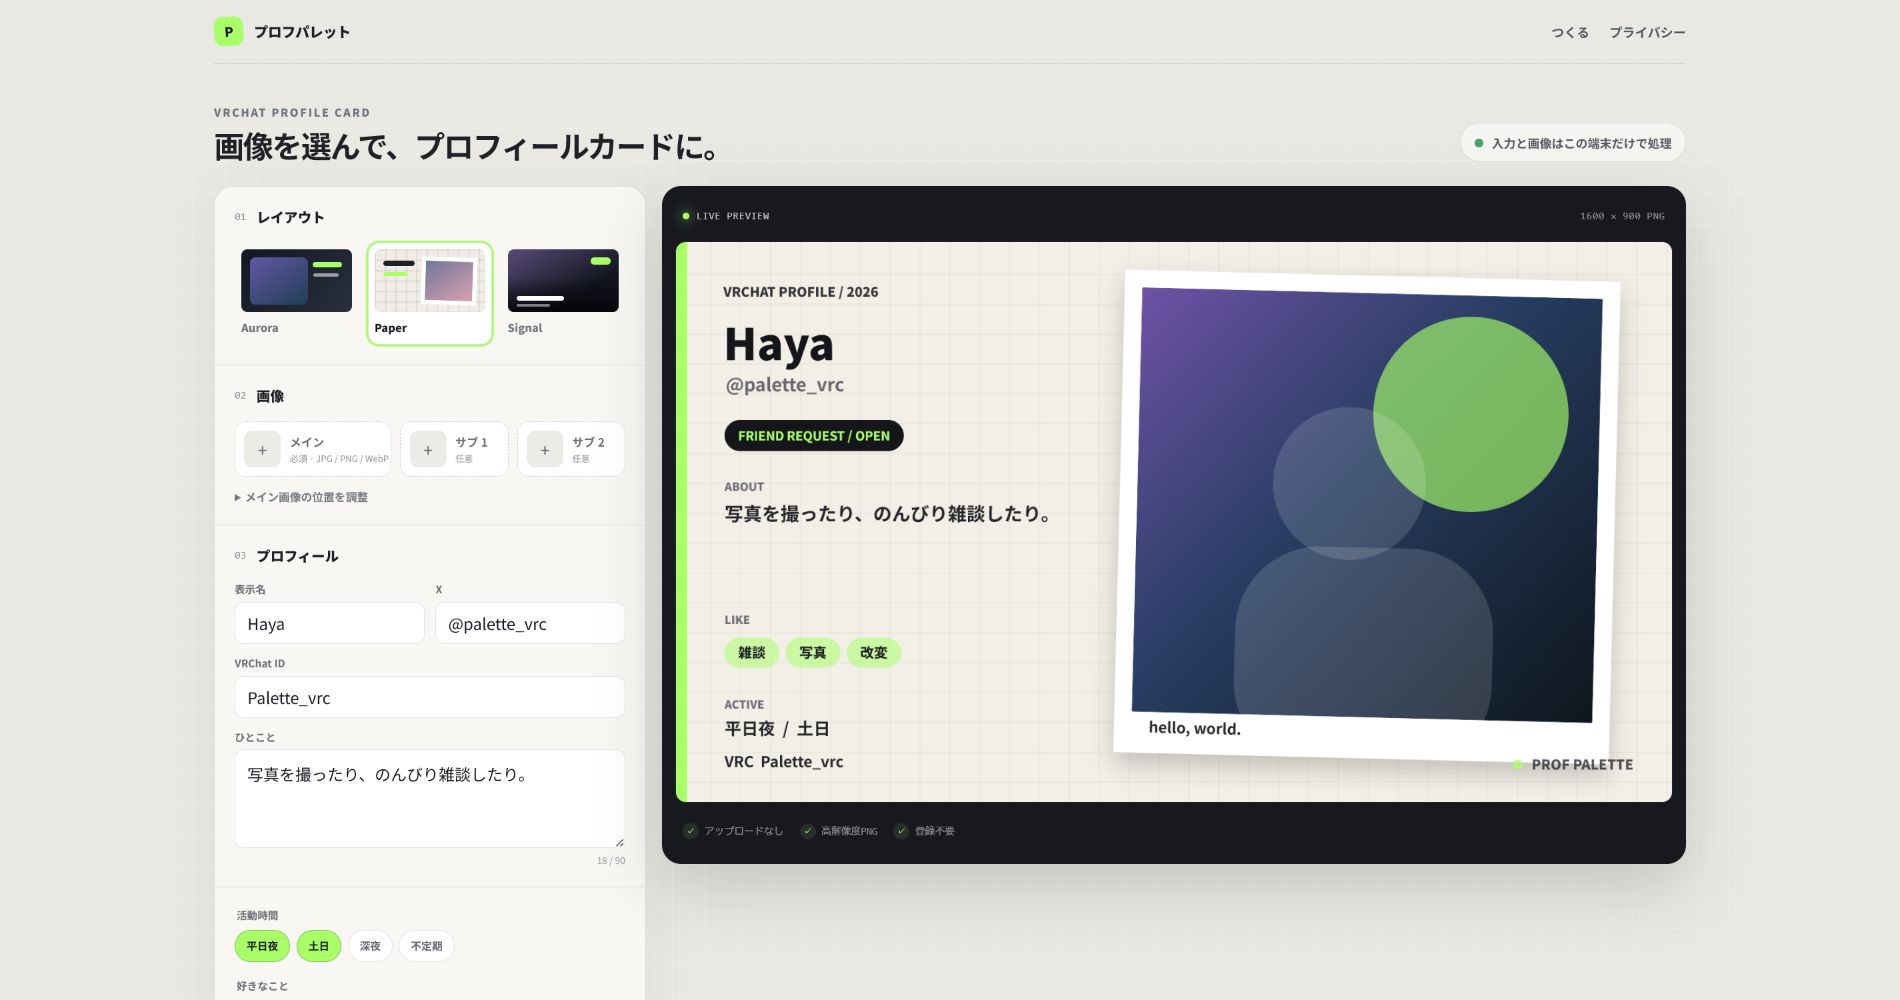 P プロフパレット
つくる プライバシー
VRCHAT PROFILE CARD
画像を選んで、プロフィールカードに。
入力と画像はこの端末だけで処理
01 レイアウト
Aurora
Paper
Signal
02 画像
+ メイン
必須・JPG / PNG / WebP
+ サブ 1
任意
+ サブ 2
任意
▶ メイン画像の位置を調整
03 プロフィール
表示名
Haya
X
@palette_vrc
VRChat ID
Palette_vrc
ひとこと
写真を撮ったり、のんびり雑談したり。
18 / 90
活動時間
平日夜 土日 深夜 不定期
好きなこと
LIVE PREVIEW
1600 × 900 PNG
VRCHAT PROFILE / 2026
Haya
@palette_vrc
FRIEND REQUEST / OPEN
ABOUT
写真を撮ったり、のんびり雑談したり。
LIKE
雑談 写真 改変
ACTIVE
平日夜 / 土日
VRC Palette_vrc
hello, world.
PROF PALETTE
✓ アップロードなし ✓ 高解像度PNG ✓ 登録不要